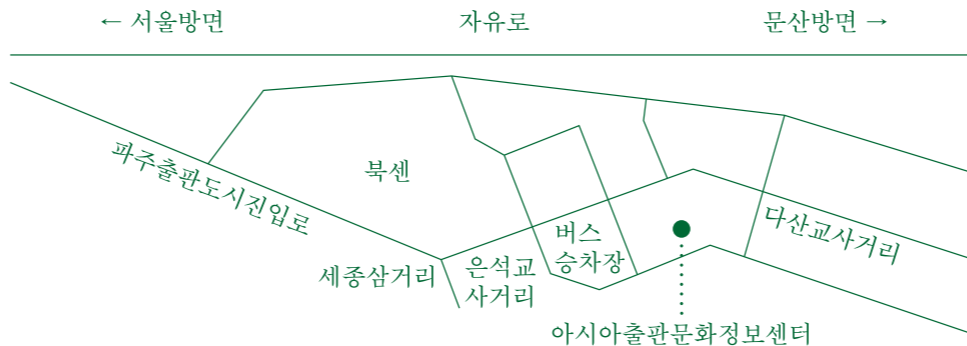 ← 서울방면
자유로
문산방면 →
파주출판도시진입로
북센
세종삼거리
은석교
사거리
버스
승차장
다산교사거리
아시아출판문화정보센터